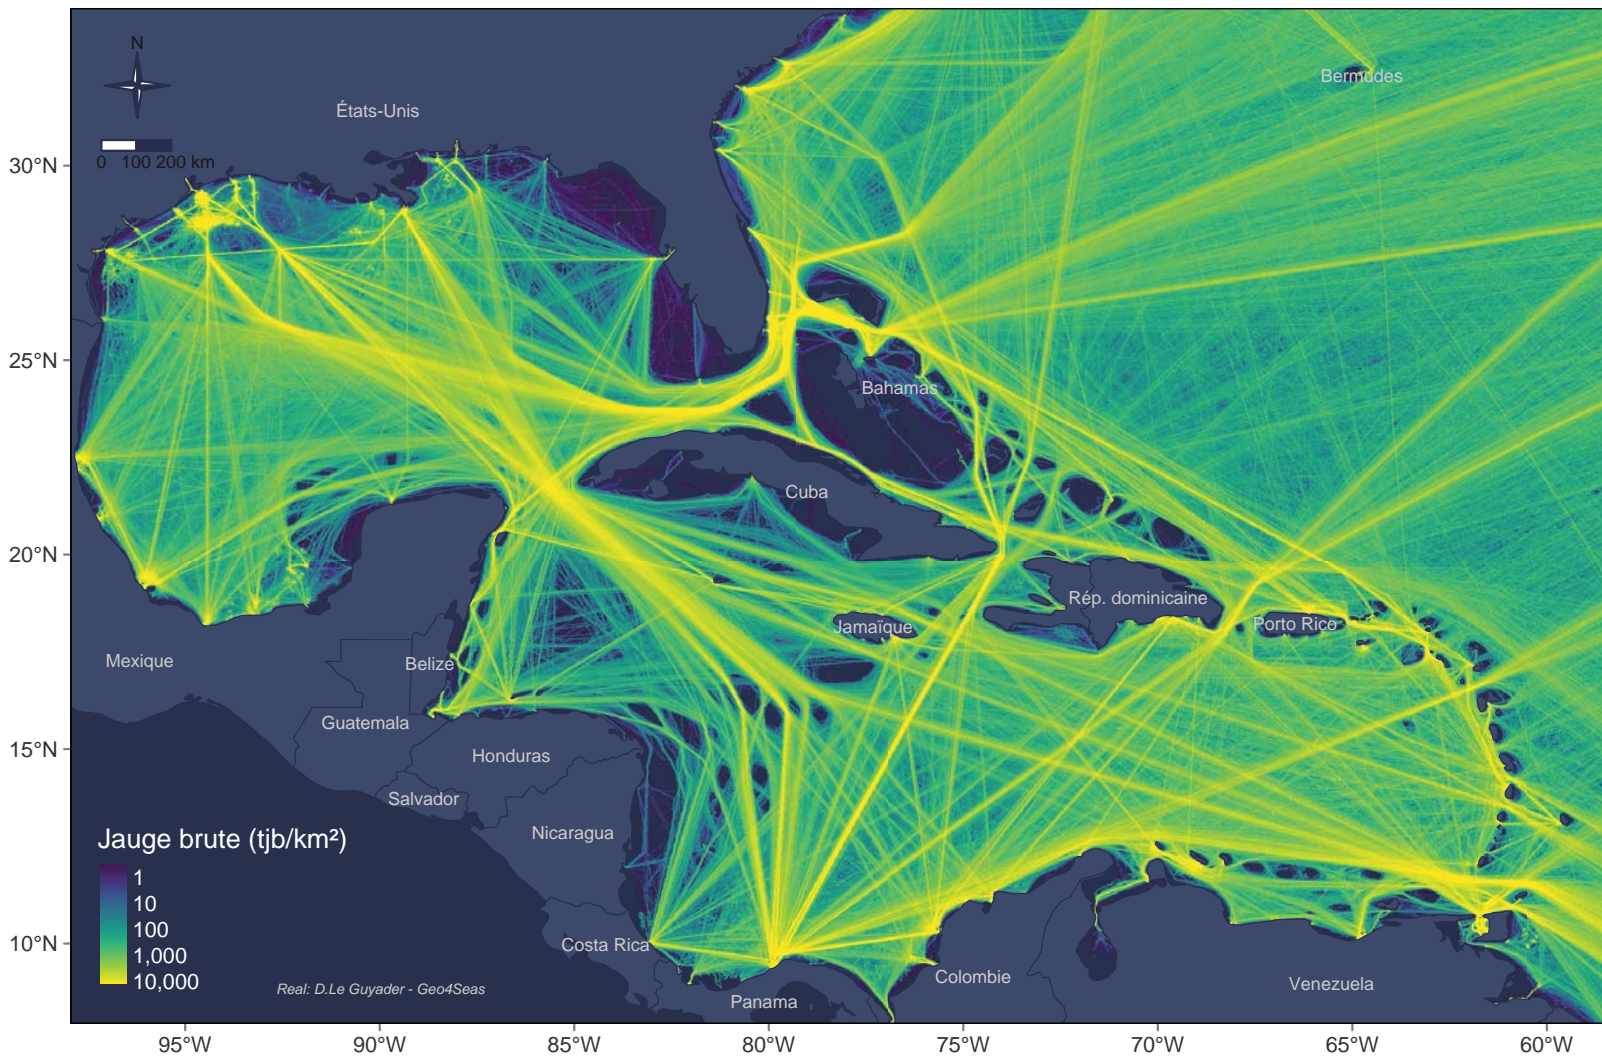 N
Bermudes
États-Unis
0 100 200 km
30°N
25°N
Bahamas
Cuba
20°N
Rép. dominicaine
Jamaïque
Porto Rico
Mexique
Belize
Guatemala
15°N
Honduras
Salvador
Nicaragua
Jauge brute (tjb/km²)
1
10
100
1,000
10,000
10°N
Costa Rica
Colombie
Venezuela
Real: D.Le Guyader - Geo4Seas
Panama
95°W 90°W 85°W 80°W 75°W 70°W 65°W 60°W